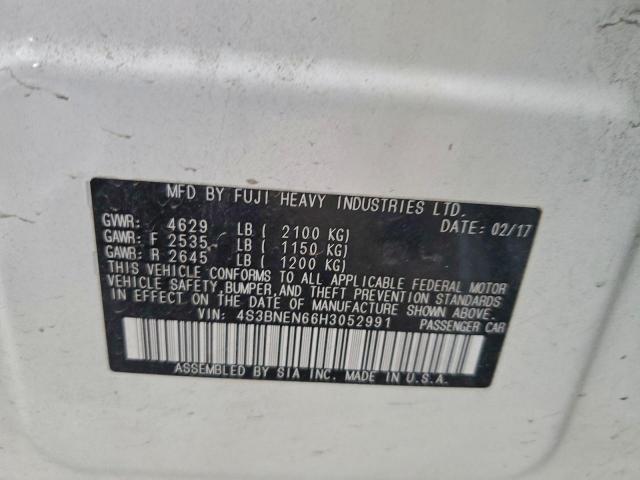 MFD BY FUJI HEAVY INDUSTRIES LTD.
GVWR: 4629 LB ( 2100 KG) DATE: 02/17
GAWR: F 2535 LB ( 1150 KG)
GAWR: R 2645 LB ( 1200 KG)
THIS VEHICLE CONFORMS TO ALL APPLICABLE FEDERAL MOTOR
VEHICLE SAFETY, BUMPER, AND THEFT PREVENTION STANDARDS
IN EFFECT ON THE DATE OF MANUFACTURE SHOWN ABOVE.
VIN: 4S3BNEN66H3052991 PASSENGER CAR
ASSEMBLED BY SIA INC. MADE IN U.S.A.